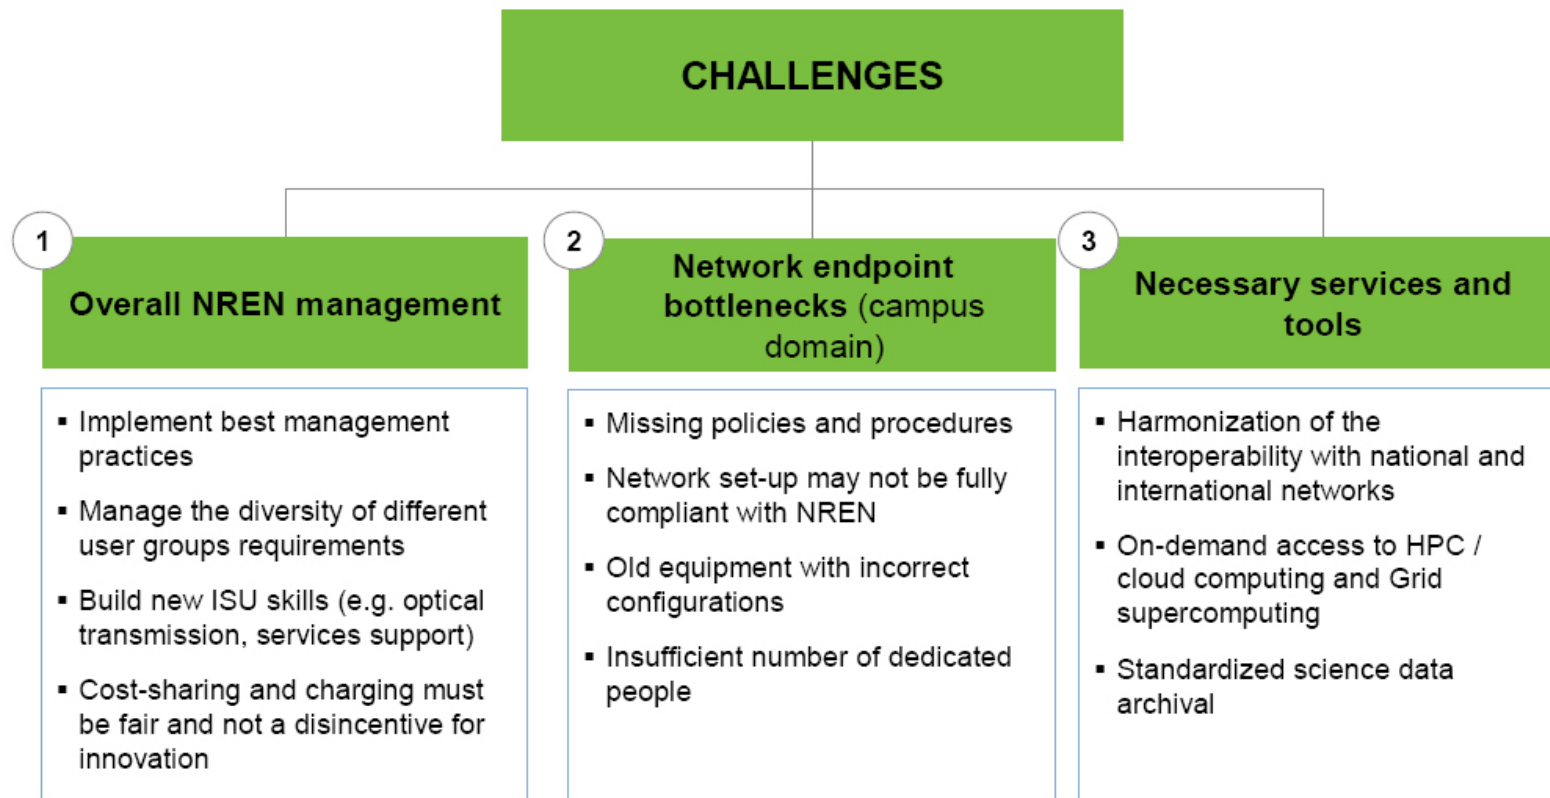 CHALLENGES
1
Overall NREN management
▪ Implement best management
practices
▪ Manage the diversity of different
user groups requirements
▪ Build new ISU skills (e.g. optical
transmission, services support)
▪ Cost-sharing and charging must
be fair and not a disincentive for
innovation
2
Network endpoint
bottlenecks (campus
domain)
▪ Missing policies and procedures
▪ Network set-up may not be fully
compliant with NREN
▪ Old equipment with incorrect
configurations
▪ Insufficient number of dedicated
people
3
Necessary services and
tools
▪ Harmonization of the
interoperability with national and
international networks
▪ On-demand access to HPC /
cloud computing and Grid
supercomputing
▪ Standardized science data
archival